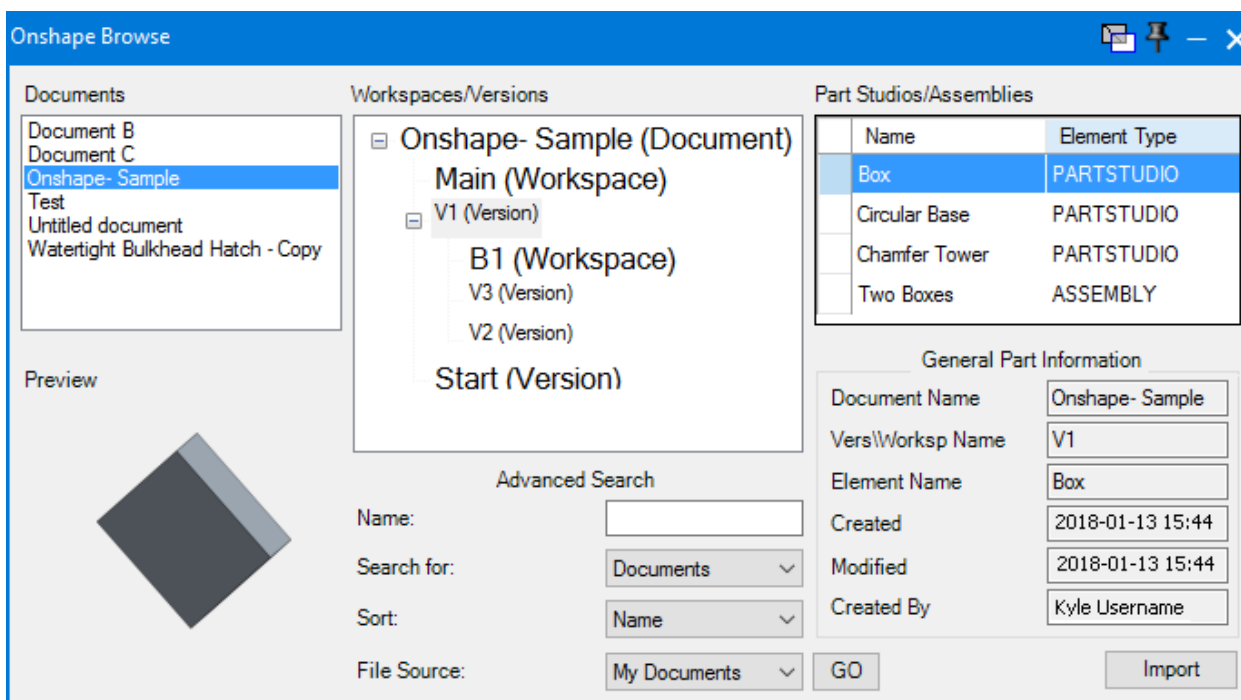 Onshape Browse
Documents
Document B
Document C
Onshape- Sample
Test
Untitled document
Watertight Bulkhead Hatch - Copy
Preview
Workspaces/Versions
Onshape- Sample (Document)
Main (Workspace)
V1 (Version)
B1 (Workspace)
V3 (Version)
V2 (Version)
Start (Version)
Advanced Search
Name:
Search for: Documents
Sort: Name
File Source: My Documents GO
Part Studios/Assemblies
Name Element Type
Box PARTSTUDIO
Circular Base PARTSTUDIO
Chamfer Tower PARTSTUDIO
Two Boxes ASSEMBLY
General Part Information
Document Name Onshape- Sample
Vers\Worksp Name V1
Element Name Box
Created 2018-01-13 15:44
Modified 2018-01-13 15:44
Created By Kyle Username
Import